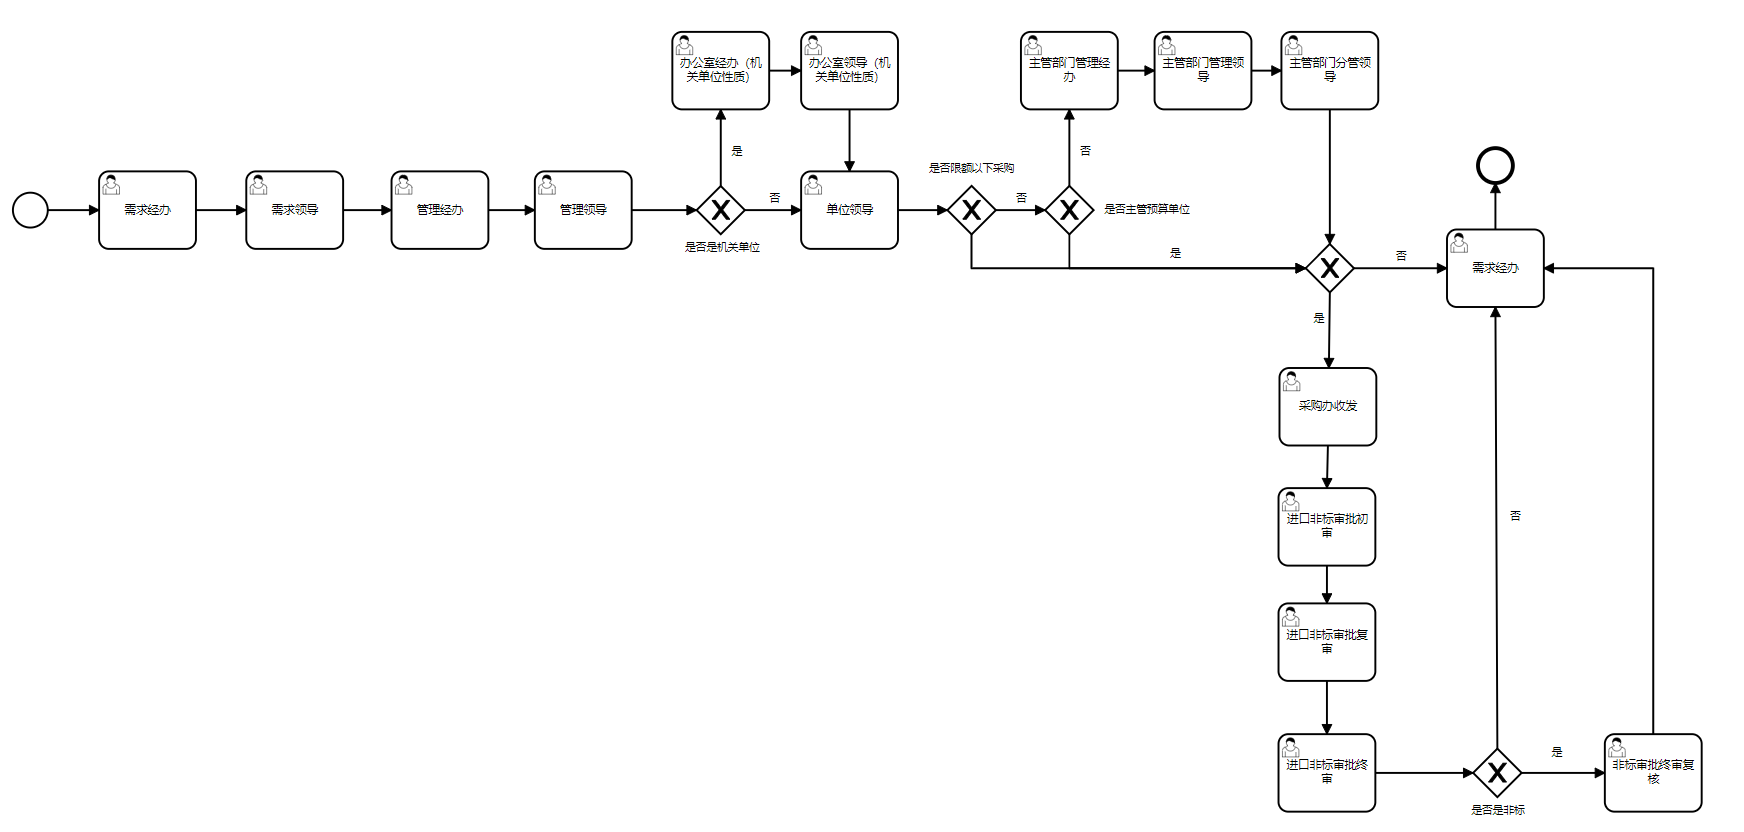 办公室经办（机
关单位性质）
办公室领导（机
关单位性质）
主管部门管理经
办
主管部门管理领
导
主管部门分管领
导
是
否
是否限额以下采购
需求经办
需求领导
管理经办
管理领导
否
单位领导
否
是否主管预算单位
是否是机关单位
是
否
需求经办
是
采购办收发
进口非标审批初
审
否
进口非标审批复
审
进口非标审批终
审
是
非标审批终审复
核
是否是非标